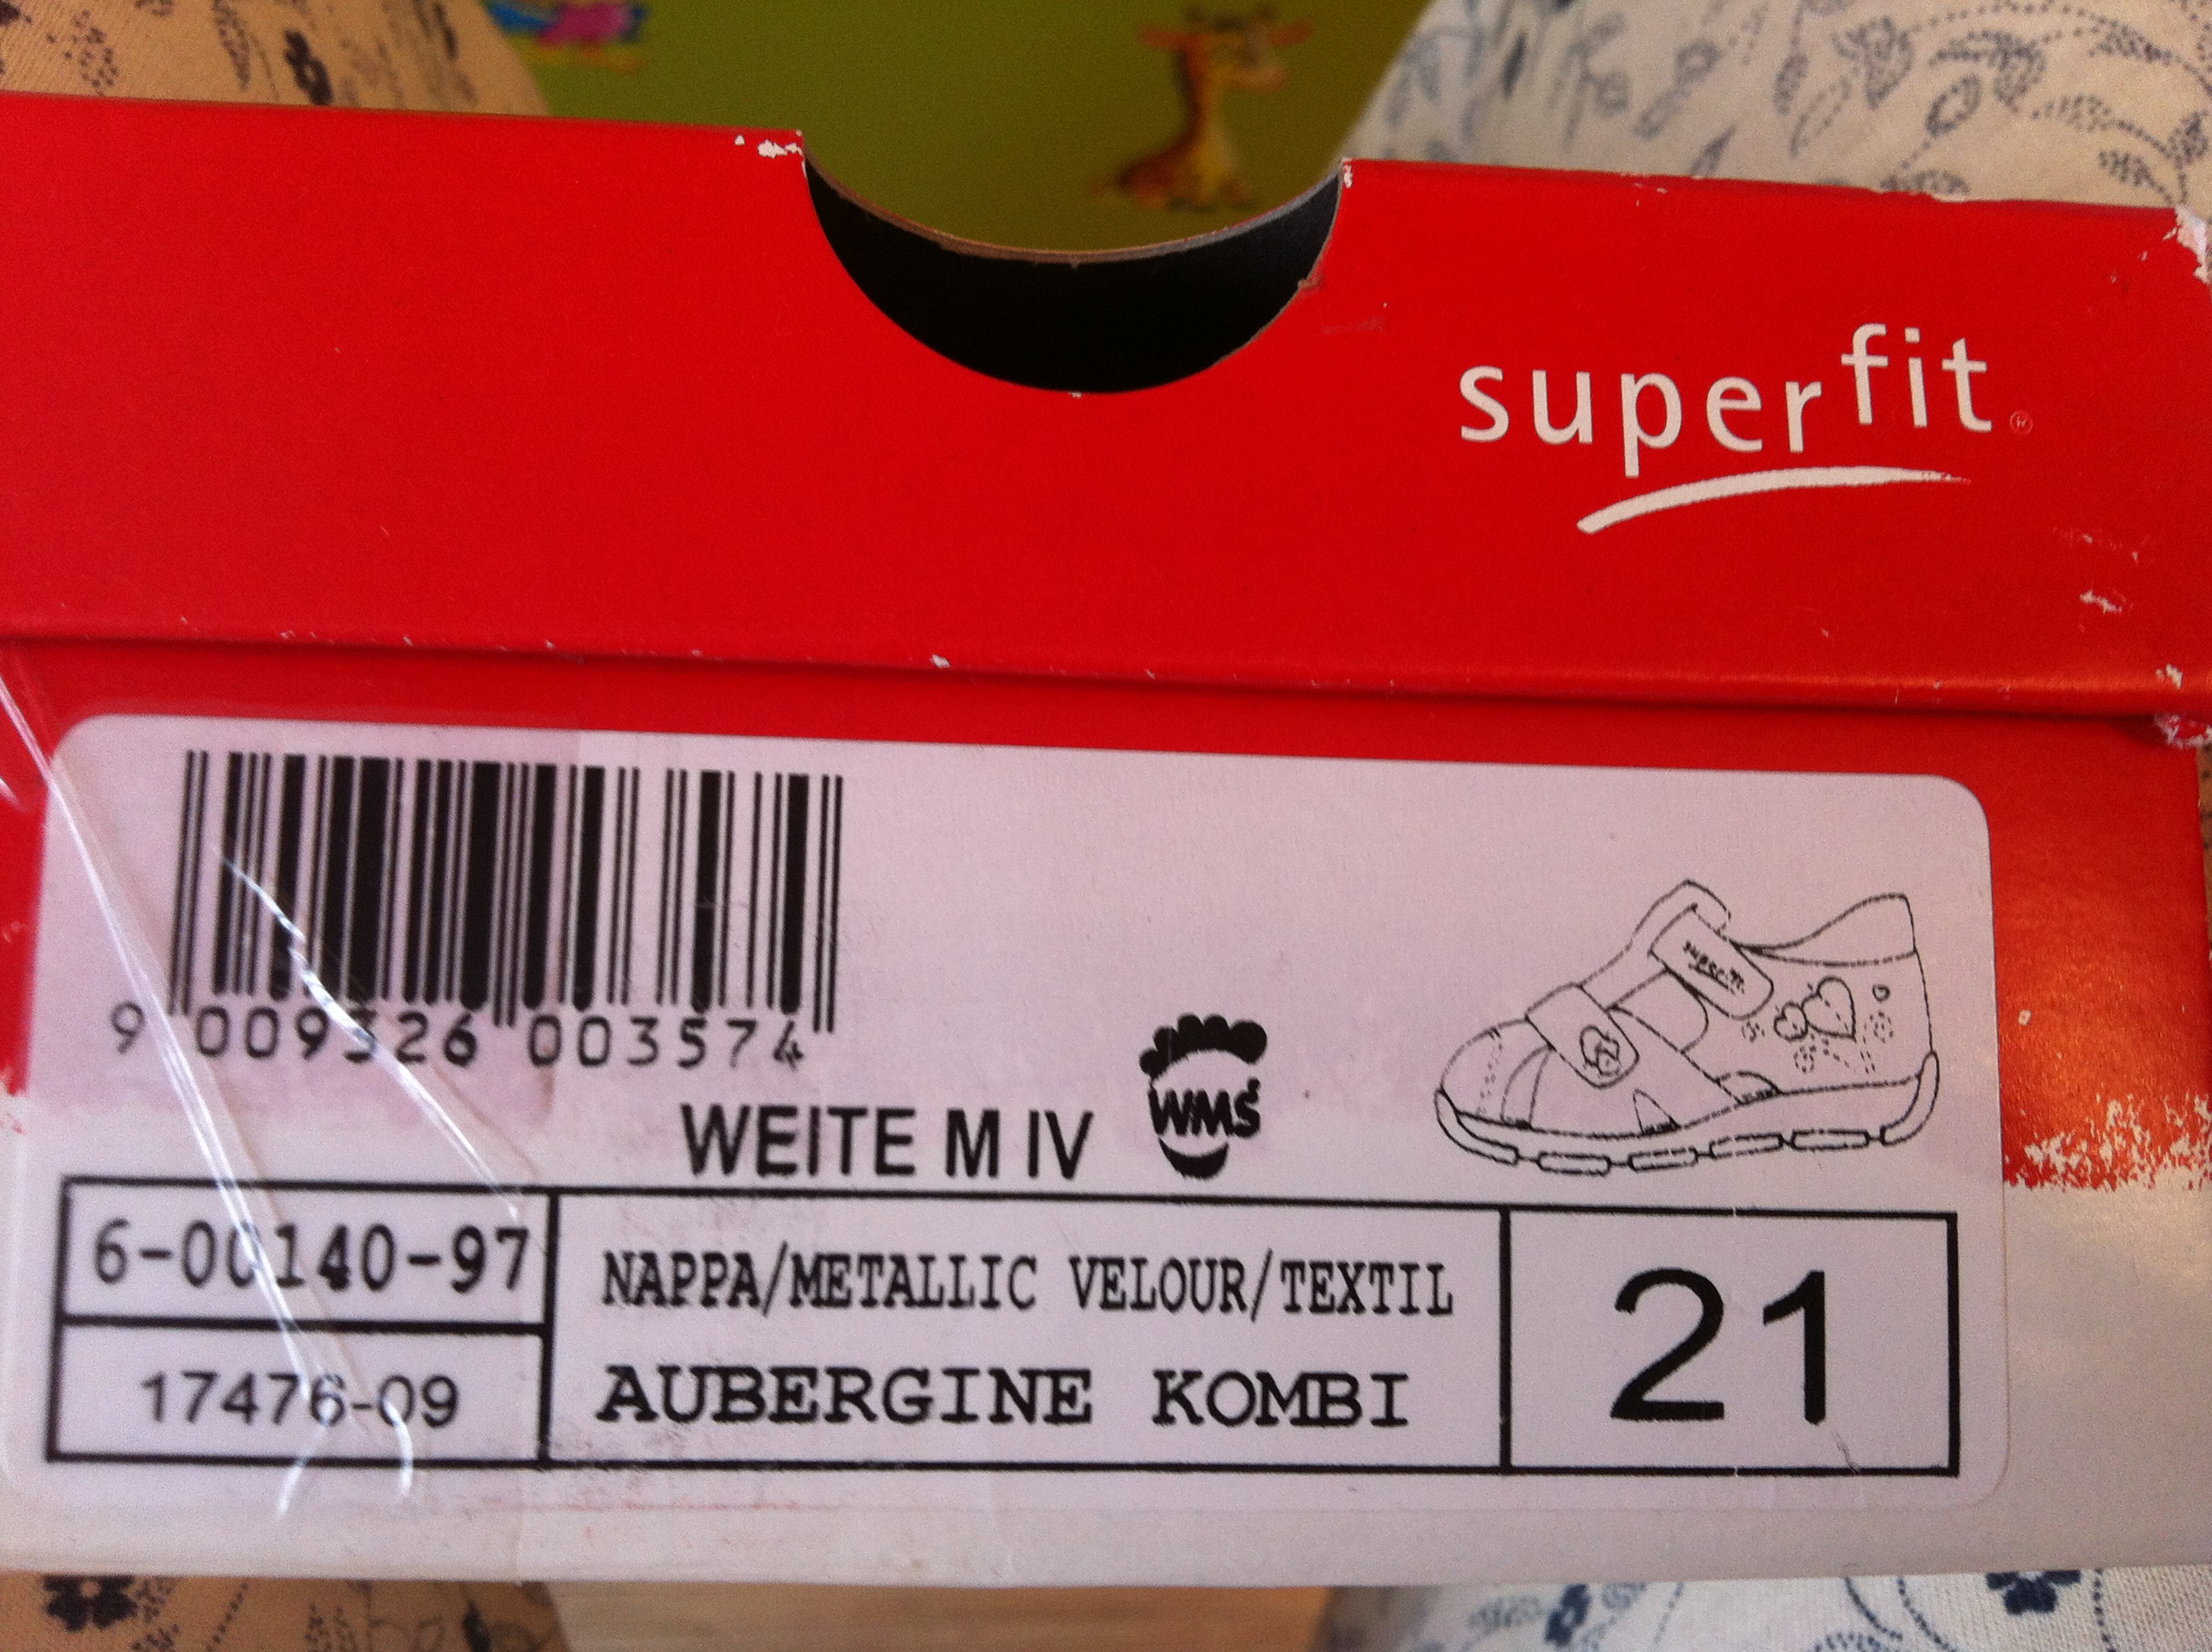 superfit®
superfit
9 009326 003574
WEITE M IV
WMS
6-00140-97
NAPPA/METALLIC VELOUR/TEXTIL
21
17476-09
AUBERGINE KOMBI